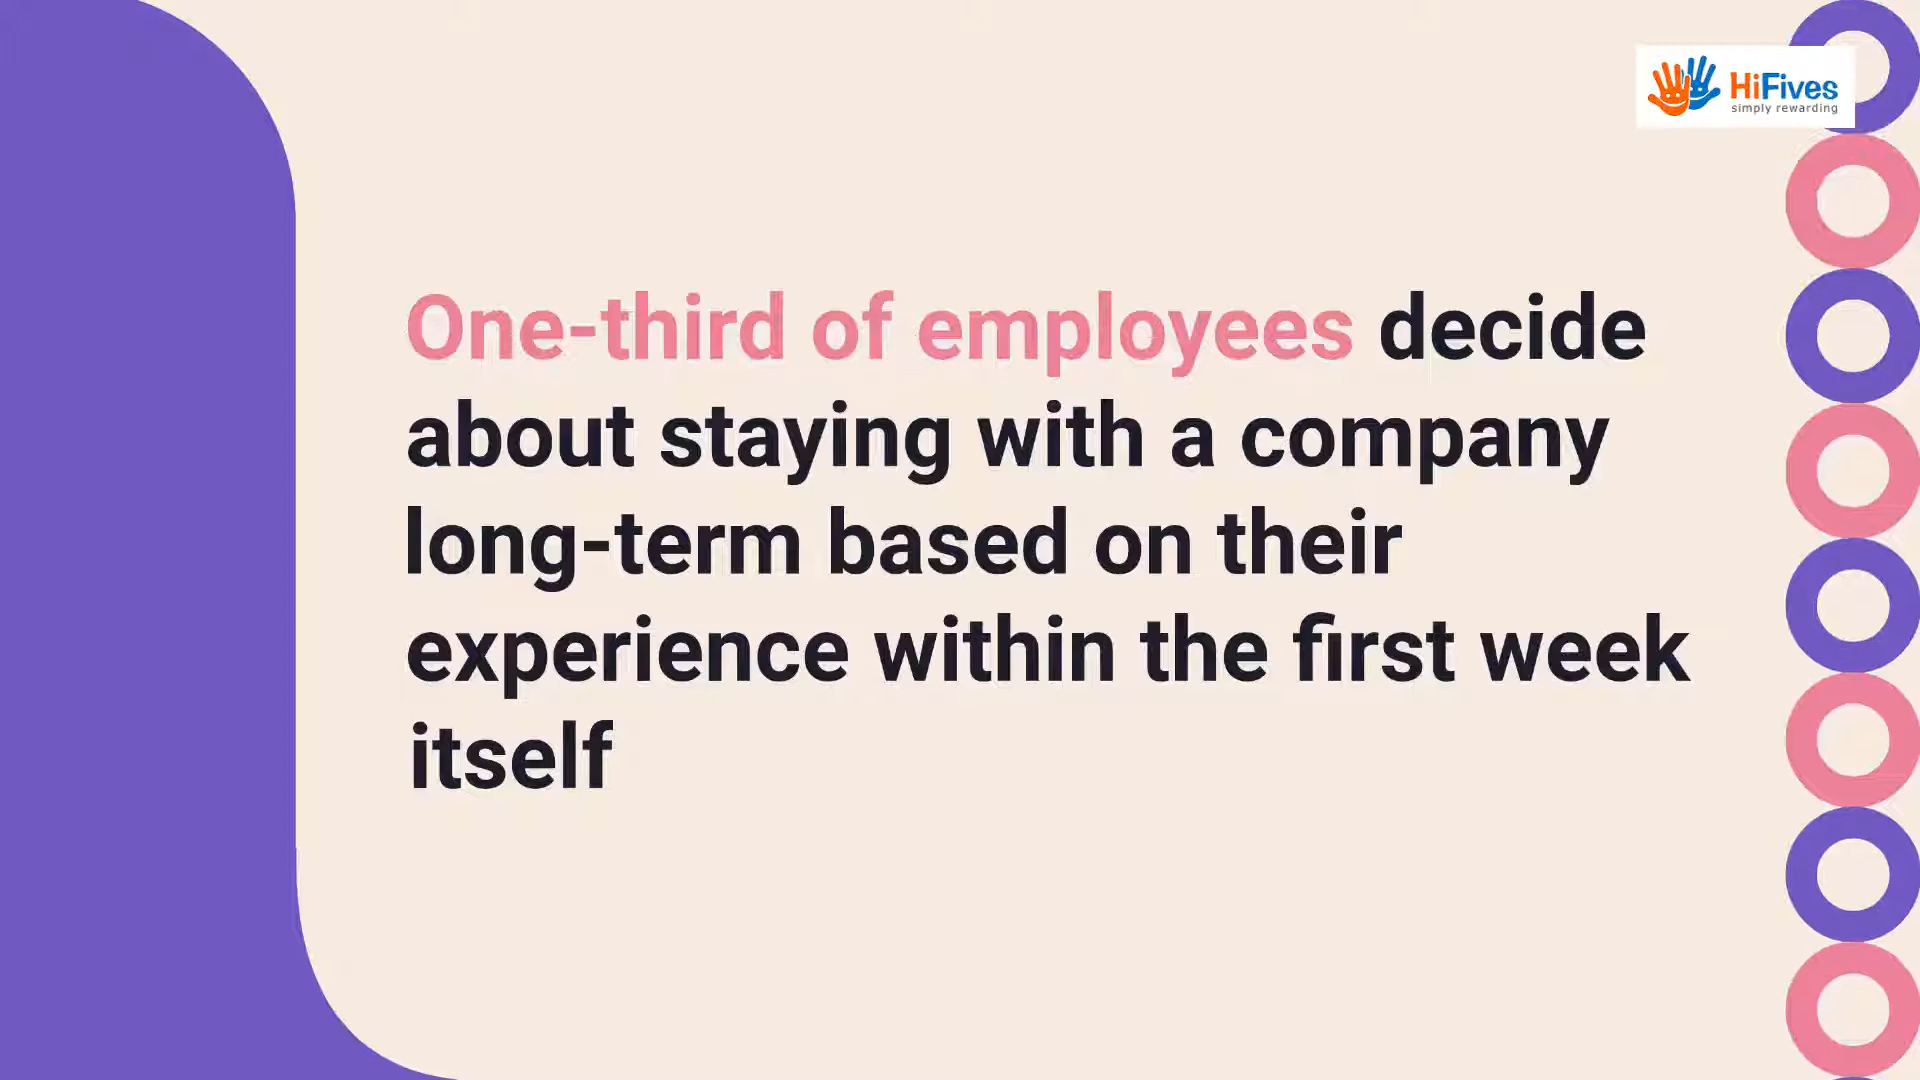 HiFives
simply rewarding
One-third of employees decide
about staying with a company
long-term based on their
experience within the first week
itself